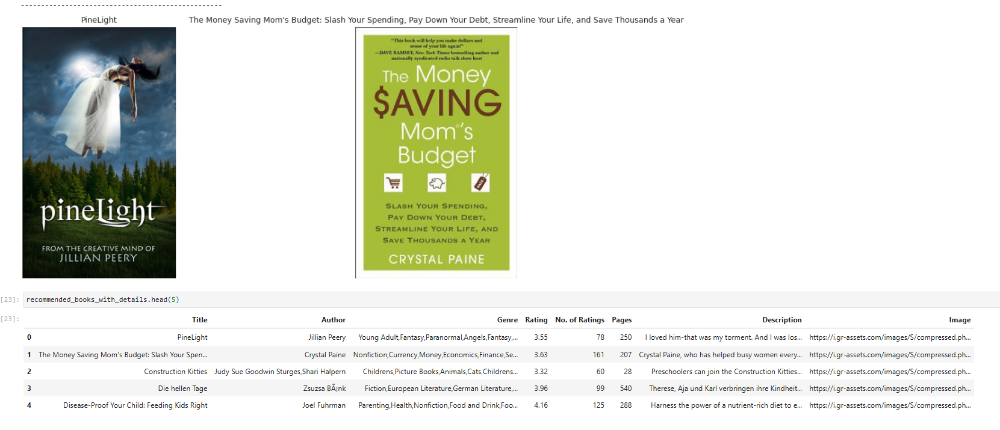 ------------------------------------------------
PineLight
The Money Saving Mom's Budget: Slash Your Spending, Pay Down Your Debt, Streamline Your Life, and Save Thousands a Year
pineLight
FROM THE CREATIVE MIND OF
JILLIAN PEERY
"This book will help you make dollars and
sense of your life again!"
—DAVE RAMSEY, New York Times bestselling author and
nationally syndicated radio talk show host
The Money
$AVING
Mom®'s
Budget
SALE
SLASH YOUR SPENDING,
PAY DOWN YOUR DEBT,
STREAMLINE YOUR LIFE, AND
SAVE THOUSANDS A YEAR
CRYSTAL PAINE
[23]: recommended_books_with_details.head(5)
[23]:
Title Author Genre Rating No. of Ratings Pages Description Image
0 PineLight Jillian Peery Young Adult,Fantasy,Paranormal,Angels,Fantasy,... 3.55 78 250 I loved him-that was my torment. And I was los... https://i.gr-assets.com/images/S/compressed.ph...
1 The Money Saving Mom's Budget: Slash Your Spen... Crystal Paine Nonfiction,Currency,Money,Economics,Finance,Se... 3.63 161 207 Crystal Paine, who has helped busy women every... https://i.gr-assets.com/images/S/compressed.ph...
2 Construction Kitties Judy Sue Goodwin Sturges,Shari Halpern Childrens,Picture Books,Animals,Cats,Childrens... 3.32 60 28 Preschoolers can join the Construction Kitties... https://i.gr-assets.com/images/S/compressed.ph...
3 Die hellen Tage Zsuzsa BÃ¡nk Fiction,European Literature,German Literature,... 3.96 99 540 Therese, Aja und Karl verbringen ihre Kindheit... https://i.gr-assets.com/images/S/compressed.ph...
4 Disease-Proof Your Child: Feeding Kids Right Joel Fuhrman Parenting,Health,Nonfiction,Food and Drink,Foo... 4.16 125 288 Harness the power of a nutrient-rich diet to e... https://i.gr-assets.com/images/S/compressed.ph...